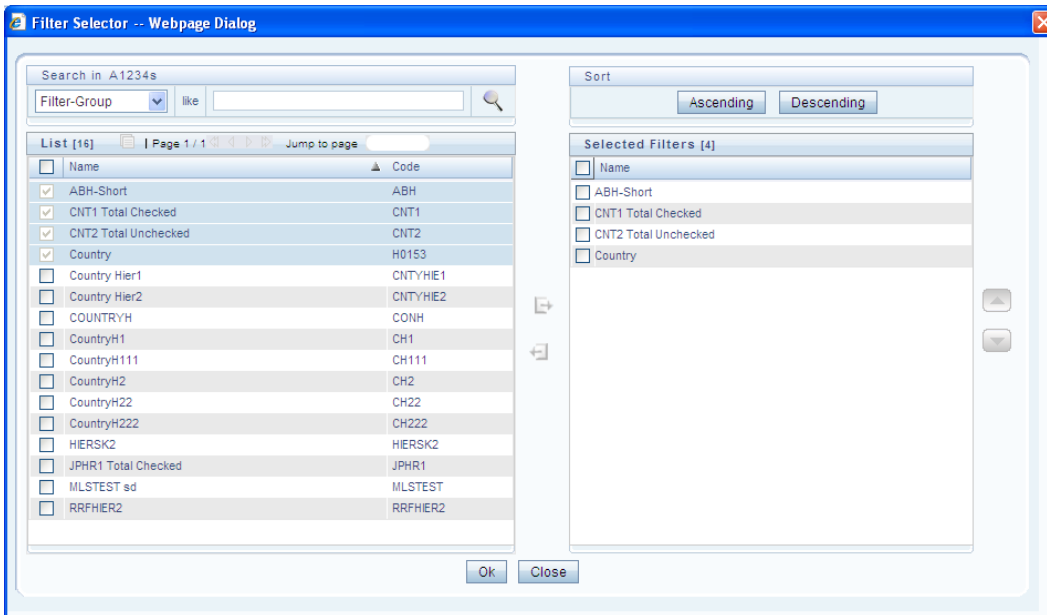 Filter Selector -- Webpage Dialog
Search in A1234s
Filter-Group like
List [16] | Page 1 / 1 Jump to page
Name Code
ABH-Short ABH
CNT1 Total Checked CNT1
CNT2 Total Unchecked CNT2
Country H0153
Country Hier1 CNTYHIE1
Country Hier2 CNTYHIE2
COUNTRYH CONH
CountryH1 CH1
CountryH111 CH111
CountryH2 CH2
CountryH22 CH22
CountryH222 CH222
HIERSK2 HIERSK2
JPHR1 Total Checked JPHR1
MLSTEST sd MLSTEST
RRFHIER2 RRFHIER2
Sort
Ascending Descending
Selected Filters [4]
Name
ABH-Short
CNT1 Total Checked
CNT2 Total Unchecked
Country
Ok Close